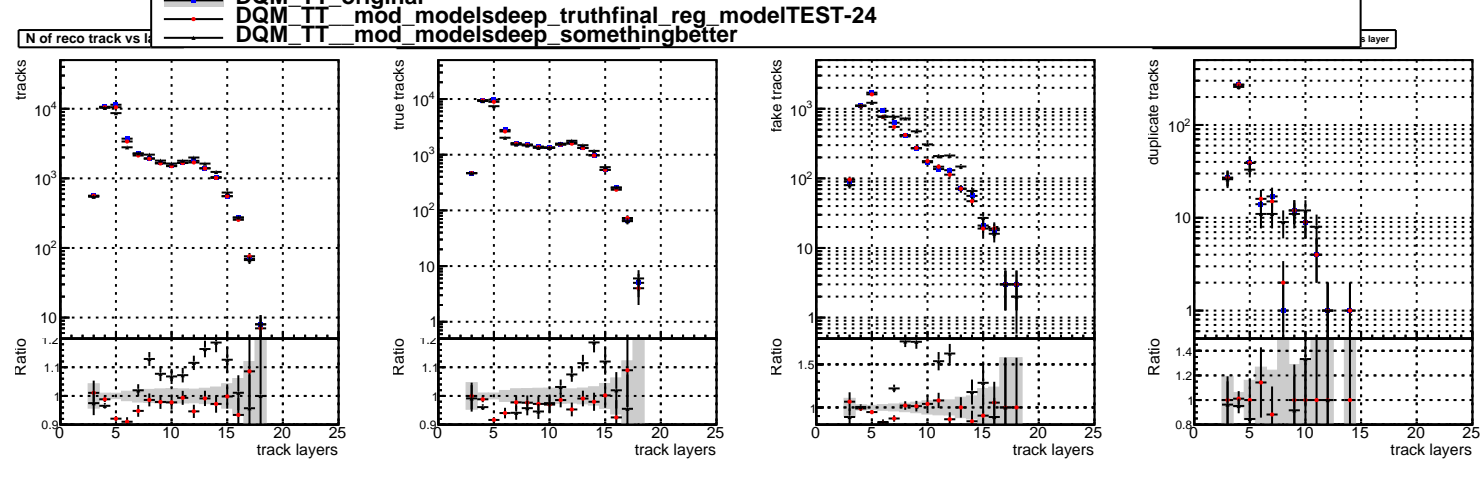 DQM_TT_original
DQM_TT__mod_modelsdeep_truthfinal_reg_modelTEST-24
DQM_TT__mod_modelsdeep_somethingbetter
N of reco track vs la
s layer
tracks
10⁴
10³
10²
10
Ratio
1.2
1.1
1
0.9
0 5 10 15 20 25
track layers
true tracks
10⁴
10³
10²
10
1
Ratio
1.2
1.1
1
0.9
0 5 10 15 20 25
track layers
fake tracks
10³
10²
10
1
Ratio
1.5
0 5 10 15 20 25
track layers
duplicate tracks
10²
10
1
Ratio
1.4
1.2
1
0.8
0 5 10 15 20 25
track layers